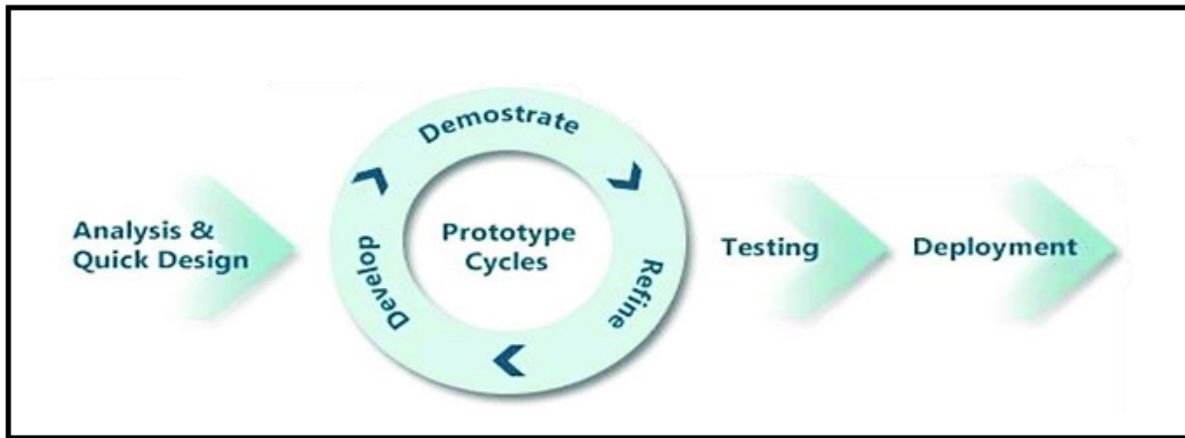 Analysis &
Quick Design
Demostrate
Refine
Develop
Prototype
Cycles
Testing
Deployment